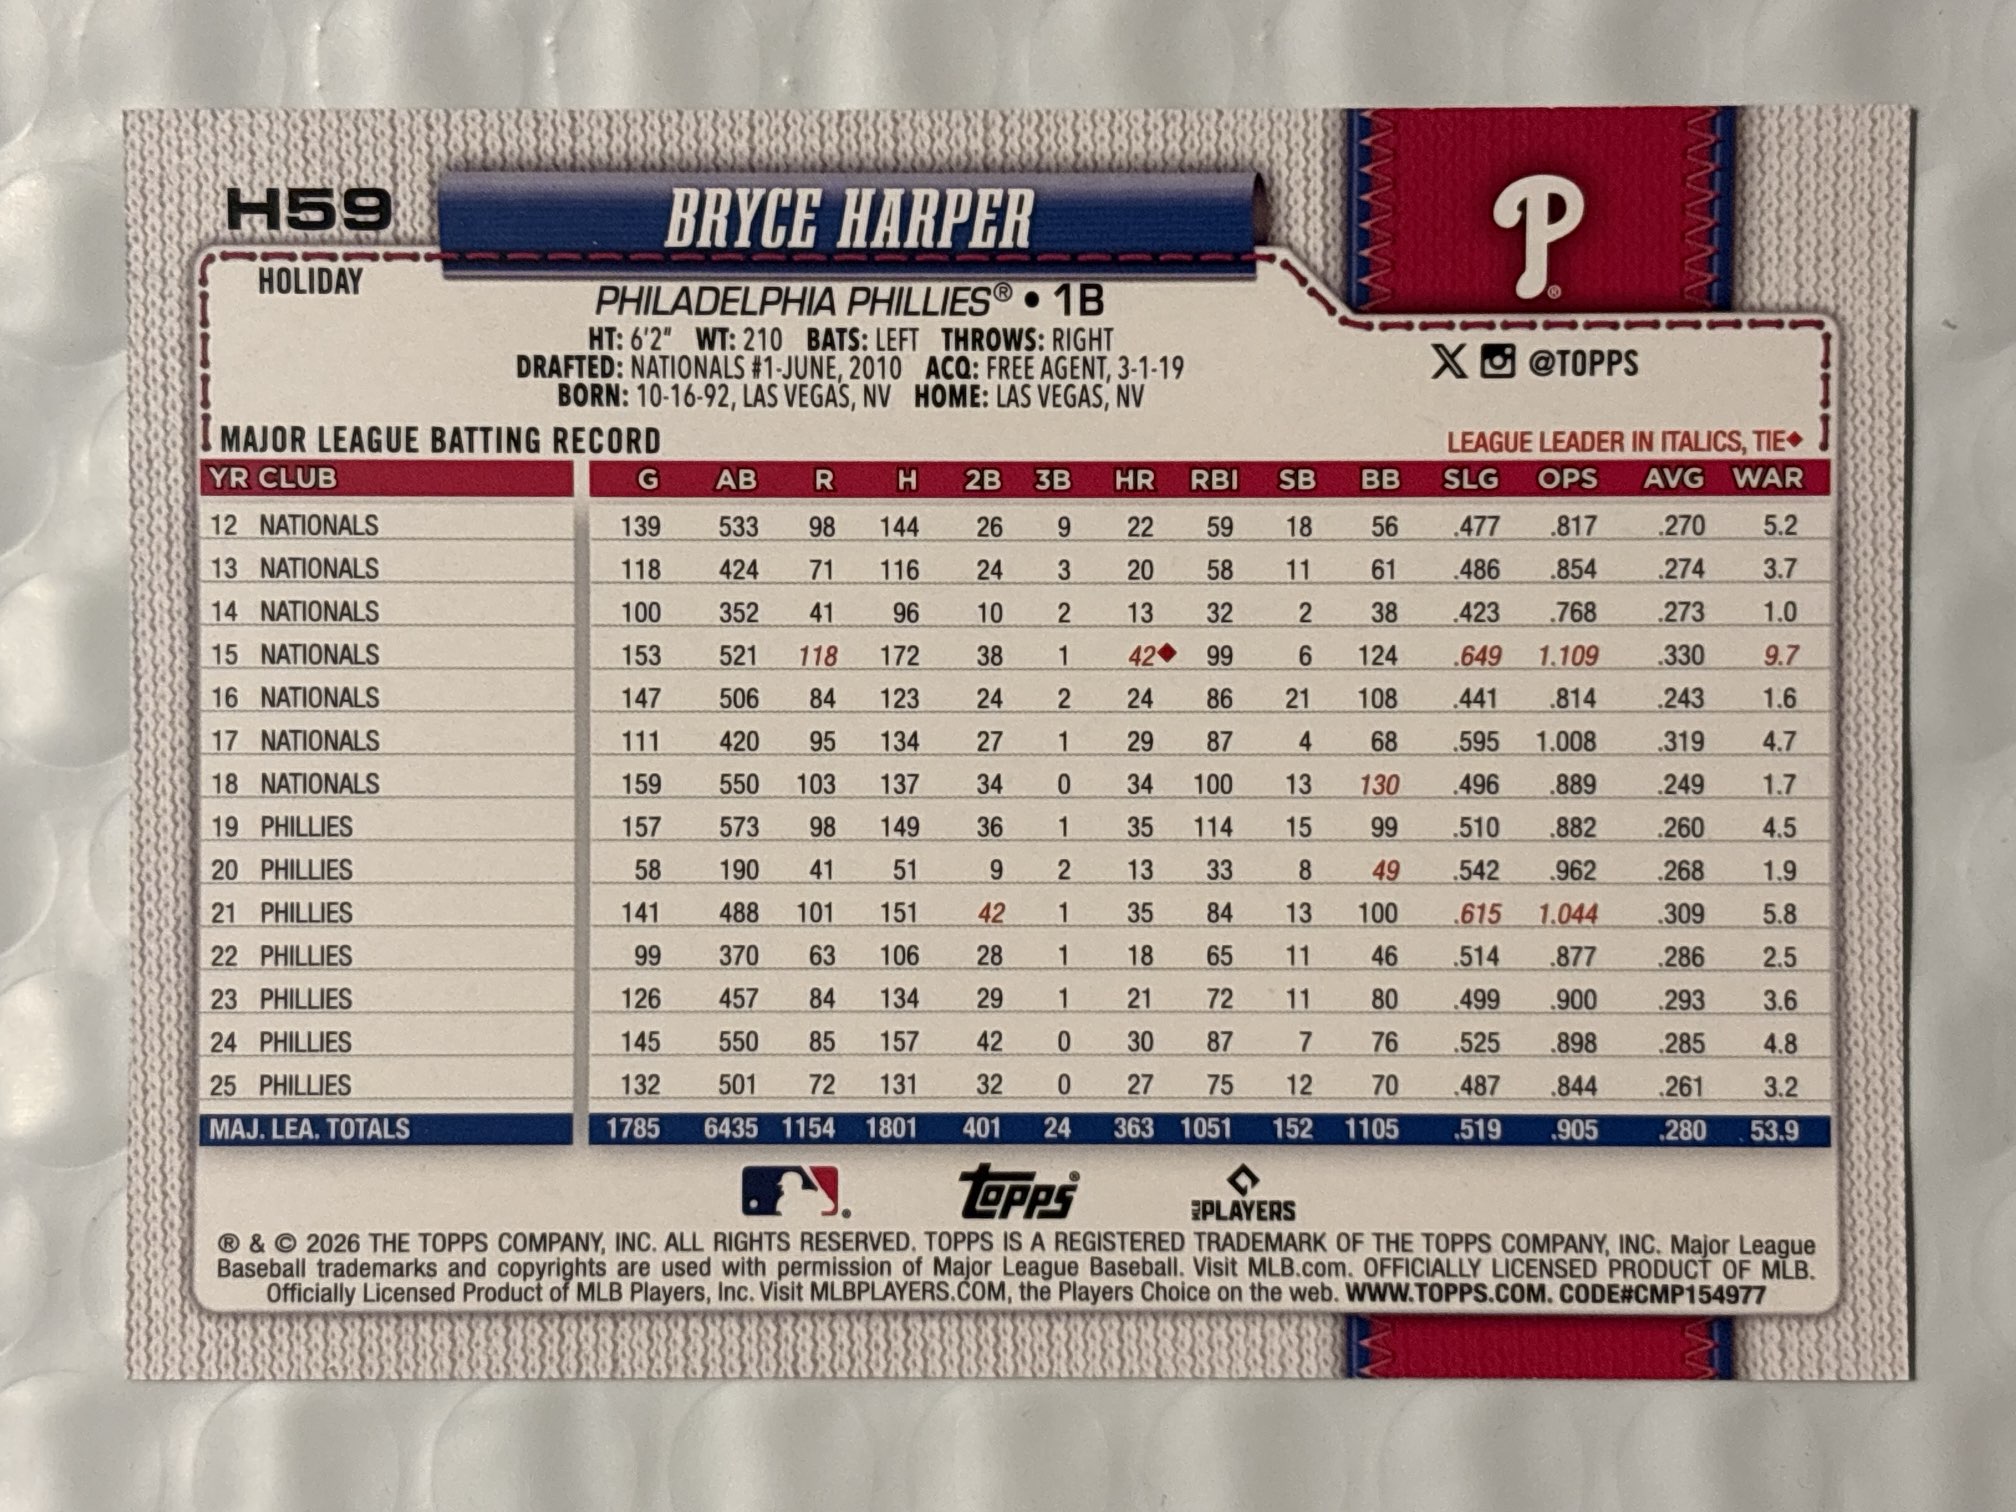 H59
BRYCE HARPER
P®
HOLIDAY
PHILADELPHIA PHILLIES® • 1B
HT: 6'2" WT: 210 BATS: LEFT THROWS: RIGHT
DRAFTED: NATIONALS #1-JUNE, 2010 ACQ: FREE AGENT, 3-1-19
BORN: 10-16-92, LAS VEGAS, NV HOME: LAS VEGAS, NV
X @TOPPS
MAJOR LEAGUE BATTING RECORD LEAGUE LEADER IN ITALICS, TIE♦
YR CLUB G AB R H 2B 3B HR RBI SB BB SLG OPS AVG WAR
12 NATIONALS 139 533 98 144 26 9 22 59 18 56 .477 .817 .270 5.2
13 NATIONALS 118 424 71 116 24 3 20 58 11 61 .486 .854 .274 3.7
14 NATIONALS 100 352 41 96 10 2 13 32 2 38 .423 .768 .273 1.0
15 NATIONALS 153 521 118 172 38 1 42♦ 99 6 124 .649 1.109 .330 9.7
16 NATIONALS 147 506 84 123 24 2 24 86 21 108 .441 .814 .243 1.6
17 NATIONALS 111 420 95 134 27 1 29 87 4 68 .595 1.008 .319 4.7
18 NATIONALS 159 550 103 137 34 0 34 100 13 130 .496 .889 .249 1.7
19 PHILLIES 157 573 98 149 36 1 35 114 15 99 .510 .882 .260 4.5
20 PHILLIES 58 190 41 51 9 2 13 33 8 49 .542 .962 .268 1.9
21 PHILLIES 141 488 101 151 42 1 35 84 13 100 .615 1.044 .309 5.8
22 PHILLIES 99 370 63 106 28 1 18 65 11 46 .514 .877 .286 2.5
23 PHILLIES 126 457 84 134 29 1 21 72 11 80 .499 .900 .293 3.6
24 PHILLIES 145 550 85 157 42 0 30 87 7 76 .525 .898 .285 4.8
25 PHILLIES 132 501 72 131 32 0 27 75 12 70 .487 .844 .261 3.2
MAJ. LEA. TOTALS 1785 6435 1154 1801 401 24 363 1051 152 1105 .519 .905 .280 53.9
Topps® MLB PLAYERS
® & © 2026 THE TOPPS COMPANY, INC. ALL RIGHTS RESERVED. TOPPS IS A REGISTERED TRADEMARK OF THE TOPPS COMPANY, INC. Major League
Baseball trademarks and copyrights are used with permission of Major League Baseball. Visit MLB.com. OFFICIALLY LICENSED PRODUCT OF MLB.
Officially Licensed Product of MLB Players, Inc. Visit MLBPLAYERS.COM, the Players Choice on the web. WWW.TOPPS.COM. CODE#CMP154977